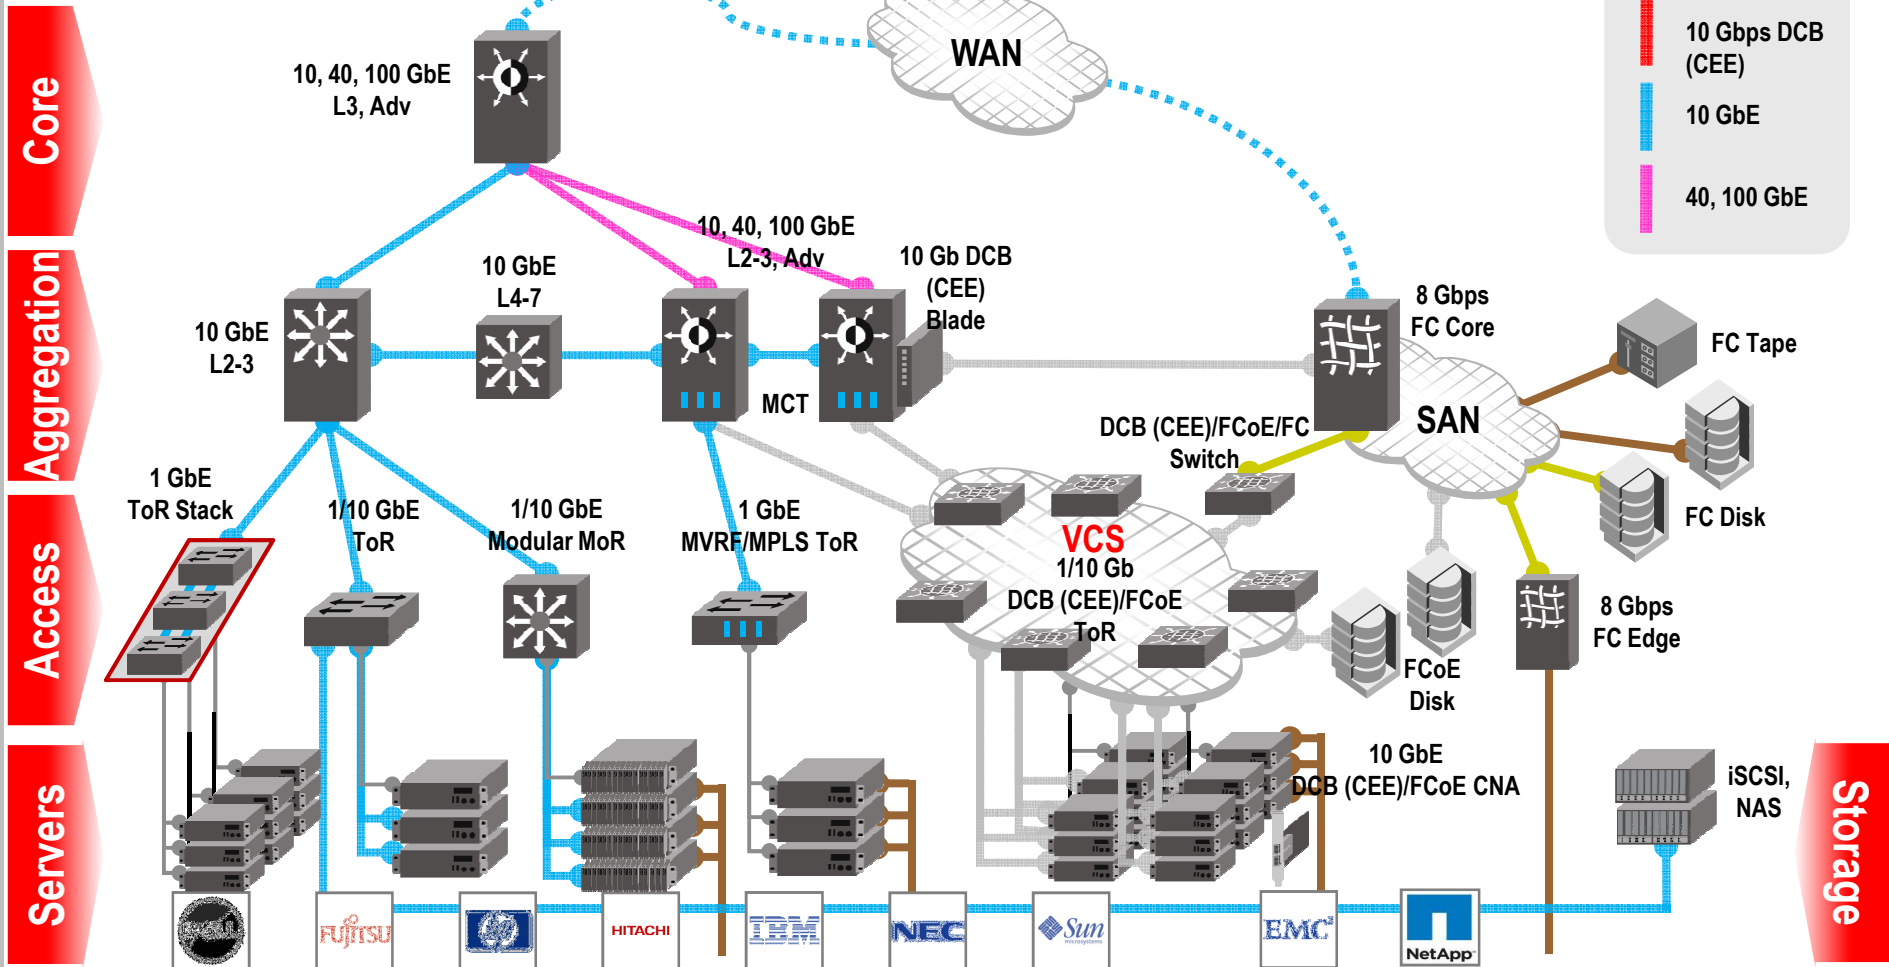 Core
WAN
10, 40, 100 GbE
L3, Adv
10 Gbps DCB
(CEE)
10 GbE
40, 100 GbE
Aggregation
10, 40, 100 GbE
L2-3, Adv
10 GbE
L4-7
10 GbE
L2-3
10 Gb DCB
(CEE)
Blade
MCT
8 Gbps
FC Core
FC Tape
SAN
DCB (CEE)/FCoE/FC
Switch
FC Disk
Access
1 GbE
ToR Stack
1/10 GbE
ToR
1/10 GbE
Modular MoR
1 GbE
MVRF/MPLS ToR
VCS
1/10 Gb
DCB (CEE)/FCoE
ToR
FCoE
Disk
8 Gbps
FC Edge
Servers
10 GbE
DCB (CEE)/FCoE CNA
iSCSI,
NAS
Storage
FUJITSU
hp
HITACHI
IBM
NEC
Sun
microsystems
EMC²
NetApp